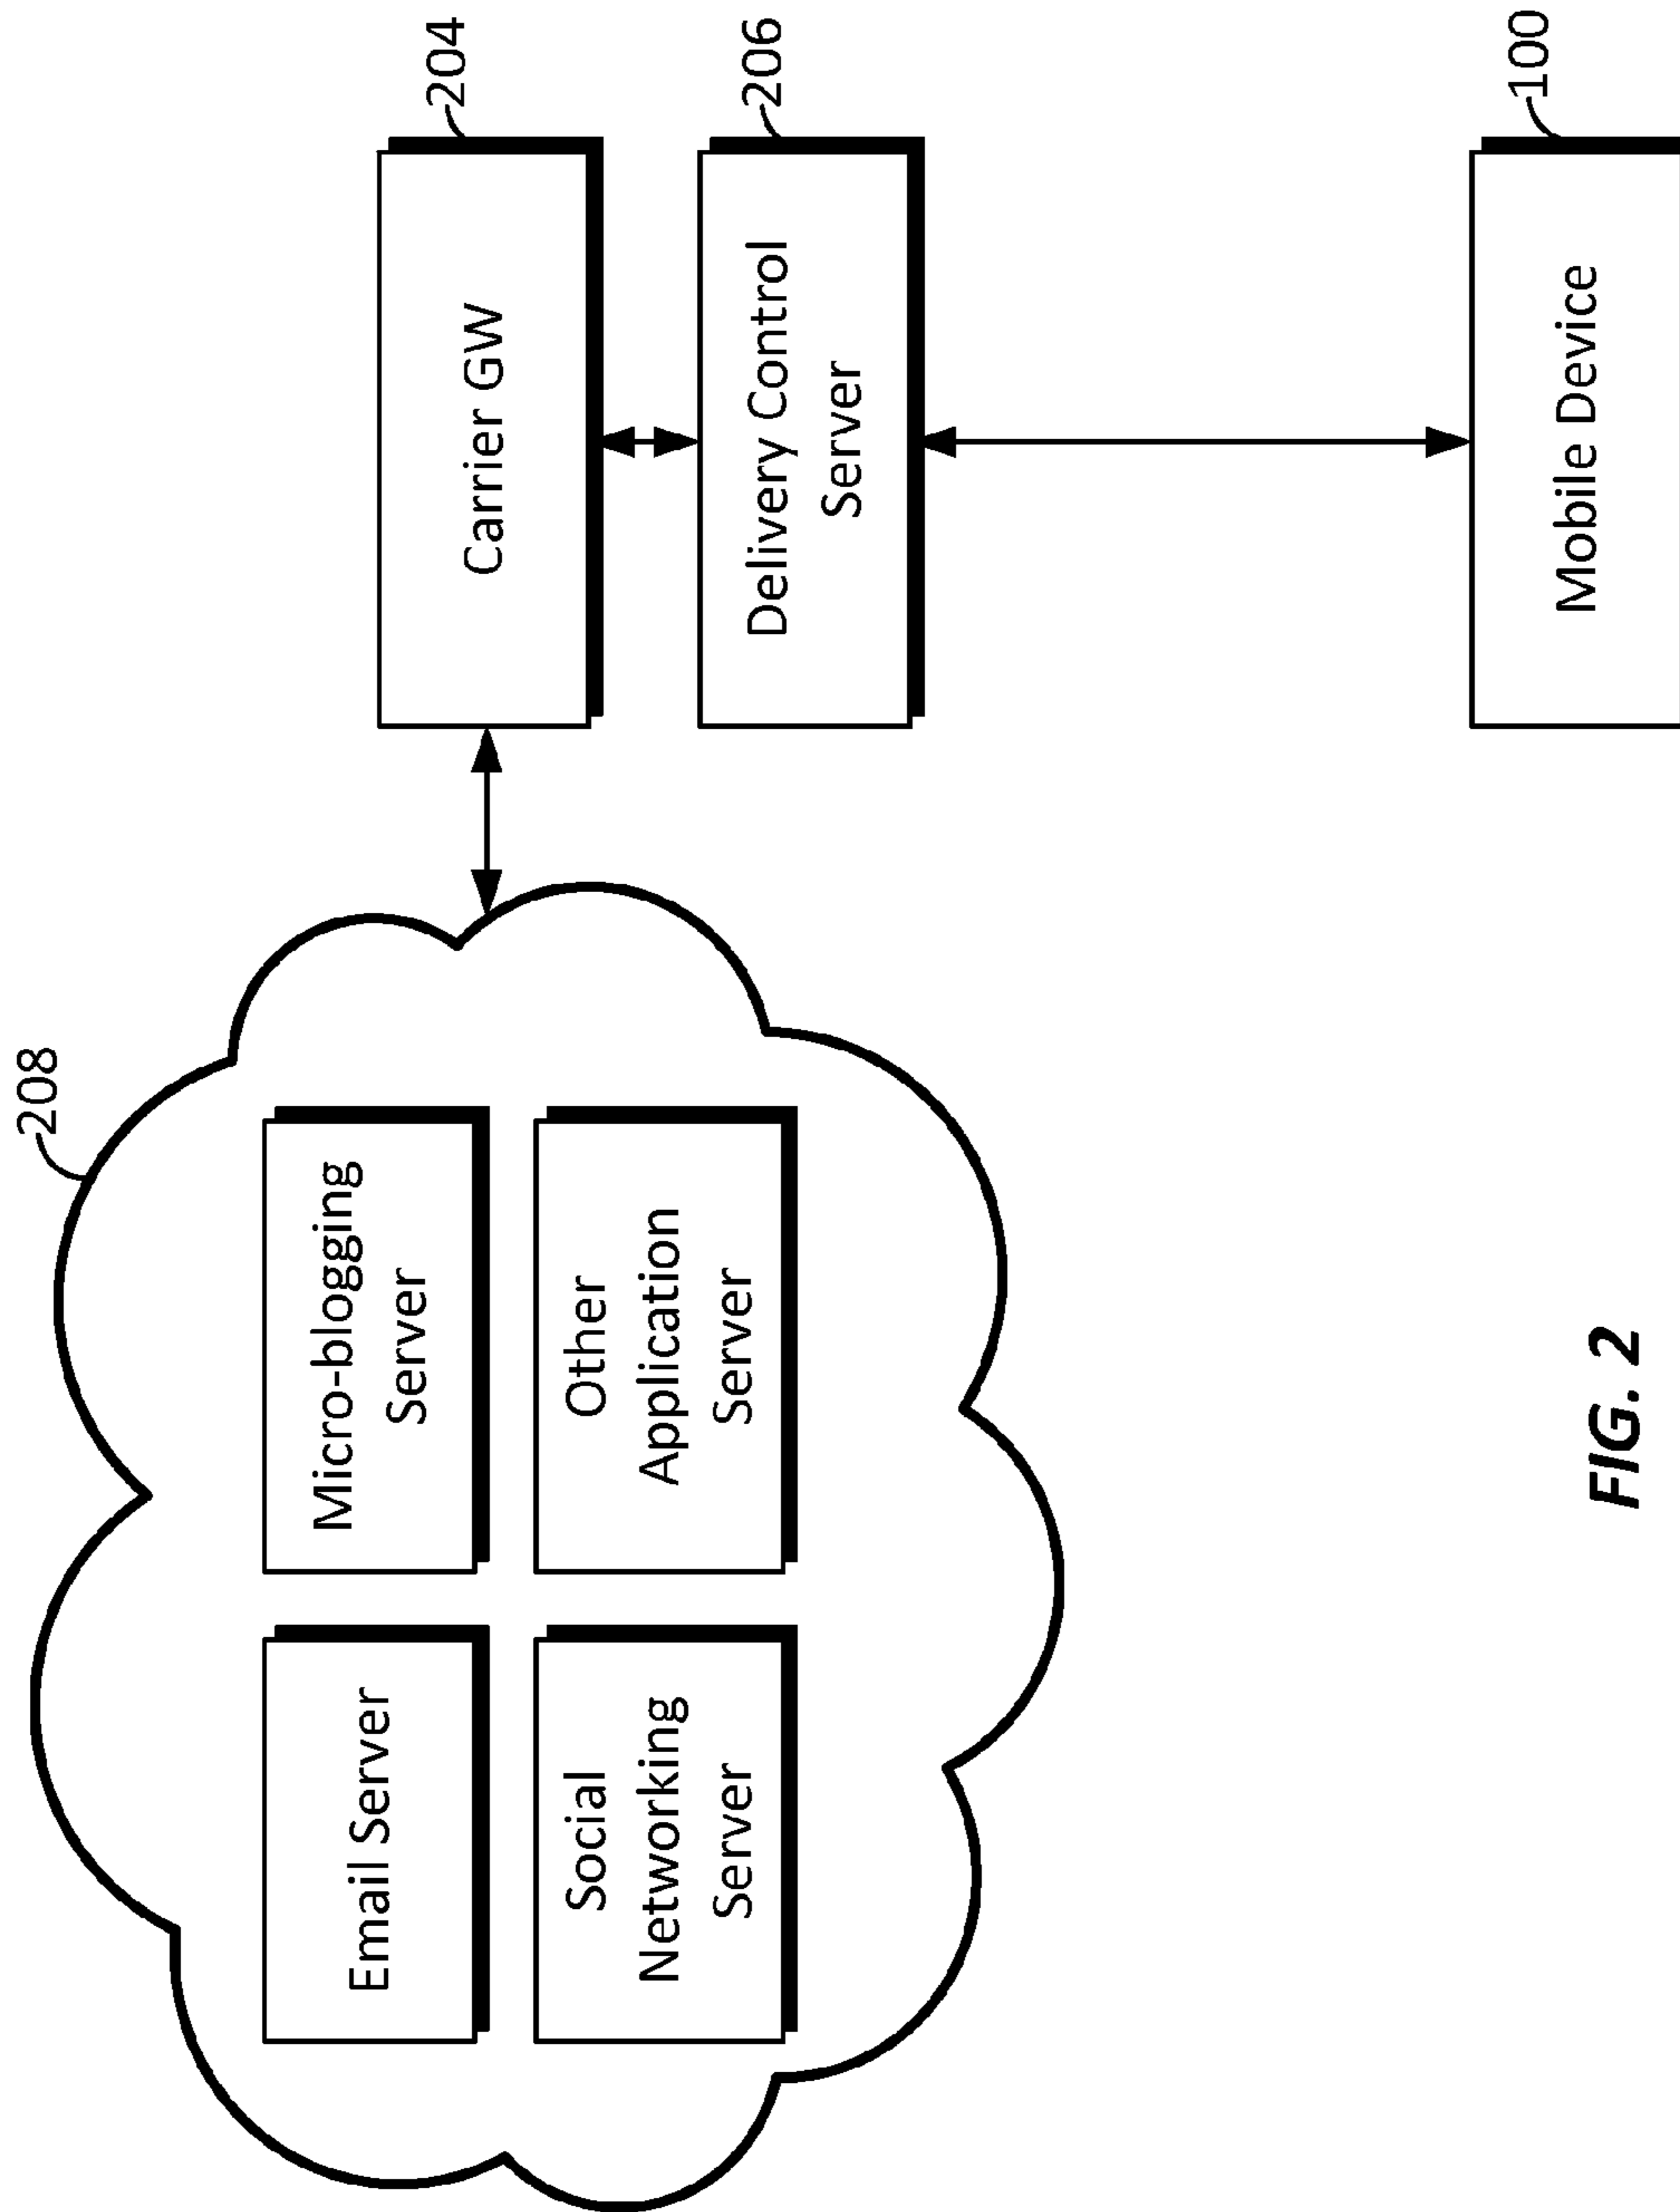 208
Email Server
Micro-blogging
Server
Social
Networking
Server
Other
Application
Server
204
Carrier GW
206
Delivery Control
Server
100
Mobile Device
FIG. 2